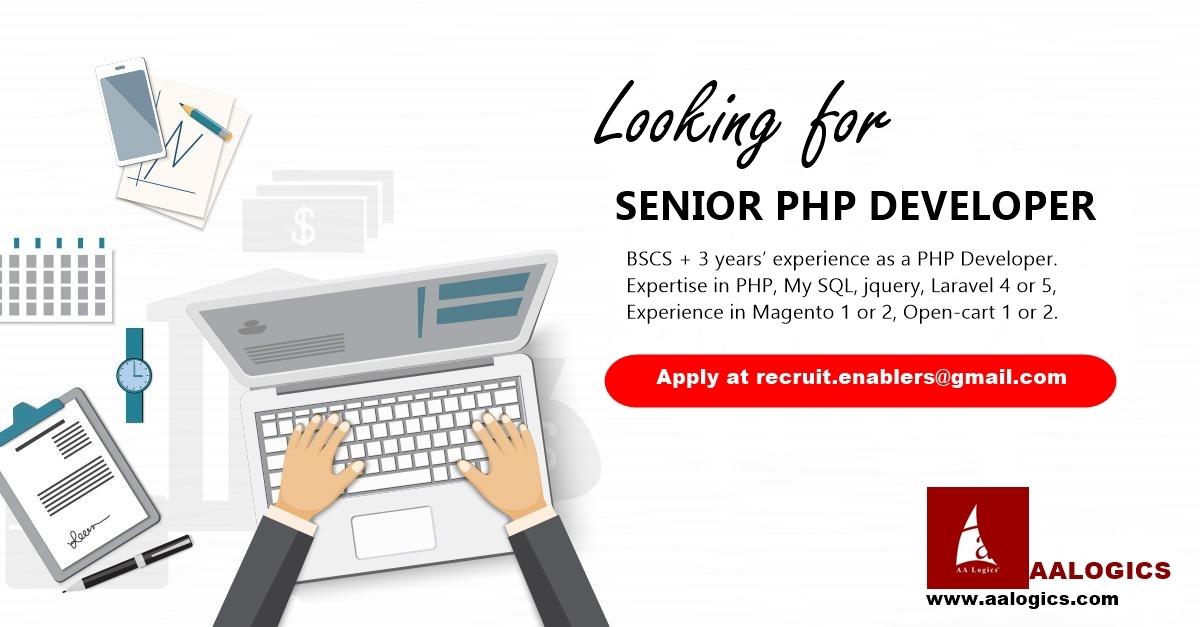 Looking for
SENIOR PHP DEVELOPER
BSCS + 3 years’ experience as a PHP Developer.
Expertise in PHP, My SQL, jquery, Laravel 4 or 5,
Experience in Magento 1 or 2, Open-cart 1 or 2.
Apply at recruit.enablers@gmail.com
$
a
AA Logics
AALOGICS
www.aalogics.com